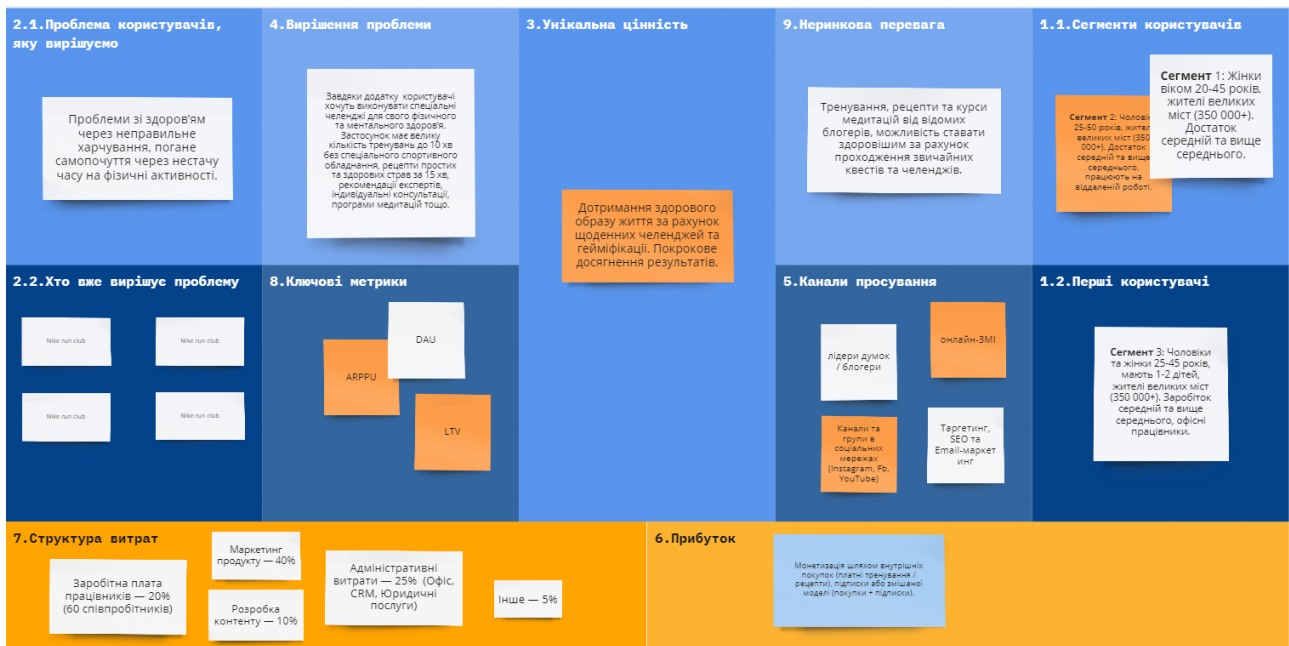 2.1.Проблема користувачів,
яку вирішуємо
Проблеми зі здоров'ям
через неправильне
харчування, погане
самопочуття через нестачу
часу на фізичні активності.
4.Вирішення проблеми
Завдяки додатку користувачі
хочуть виконувати спеціальні
челенджі для свого фізичного
та ментального здоров'я.
Застосунок має велику
кількість тренувань до 10 хв
без спеціального спортивного
обладнання, рецепти простих
та здорових страв за 15 хв,
рекомендації експертів,
індивідуальні консультації,
програми медитацій тощо.
3.Унікальна цінність
Дотримання здорового
образу життя за рахунок
щоденних челенджей та
гейміфікації. Покрокове
досягнення результатів.
9.Неринкова перевага
Тренування, рецепти та курси
медитацій від відомих
блогерів, можливість ставати
здоровішим за рахунок
проходження звичайних
квестів та челенджів.
1.1.Сегменти користувачів
Сегмент 1: Жінки
віком 20-45 років,
жителі великих
міст (350 000+).
Достаток
середній та вище
середнього.
Сегмент 2: Чолові
25-50 років, жител
великих міст (350
000+). Достаток
середній та вище
середнього,
працюють на
віддаленій роботі.
2.2.Хто вже вирішує проблему
Nike run club
Nike run club
Nike run club
Nike run club
8.Ключові метрики
DAU
ARPPU
LTV
5.Канали просування
лідери думок
/ блогери
онлайн-ЗМІ
Канали та
групи в
соціальних
мережах
(Instagram, Fb,
YouTube)
Таргетинг,
SEO та
Email-маркет
инг
1.2.Перші користувачі
Сегмент 3: Чоловіки
та жінки 25-45 років,
мають 1-2 дітей,
жителі великих міст
(350 000+). Заробіток
середній та вище
середнього, офісні
працівники.
7.Структура витрат
Заробітна плата
працівників — 20%
(60 співпробітників)
Маркетинг
продукту — 40%
Розробка
контенту — 10%
Адміністративні
витрати — 25% (Офіс,
CRM, Юридичні
послуги)
Інше — 5%
6.Прибуток
Монетизація шляхом внутрішніх
покупок (платні тренування /
рецепти), підписки або змішаної
моделі (покупки + підписки).